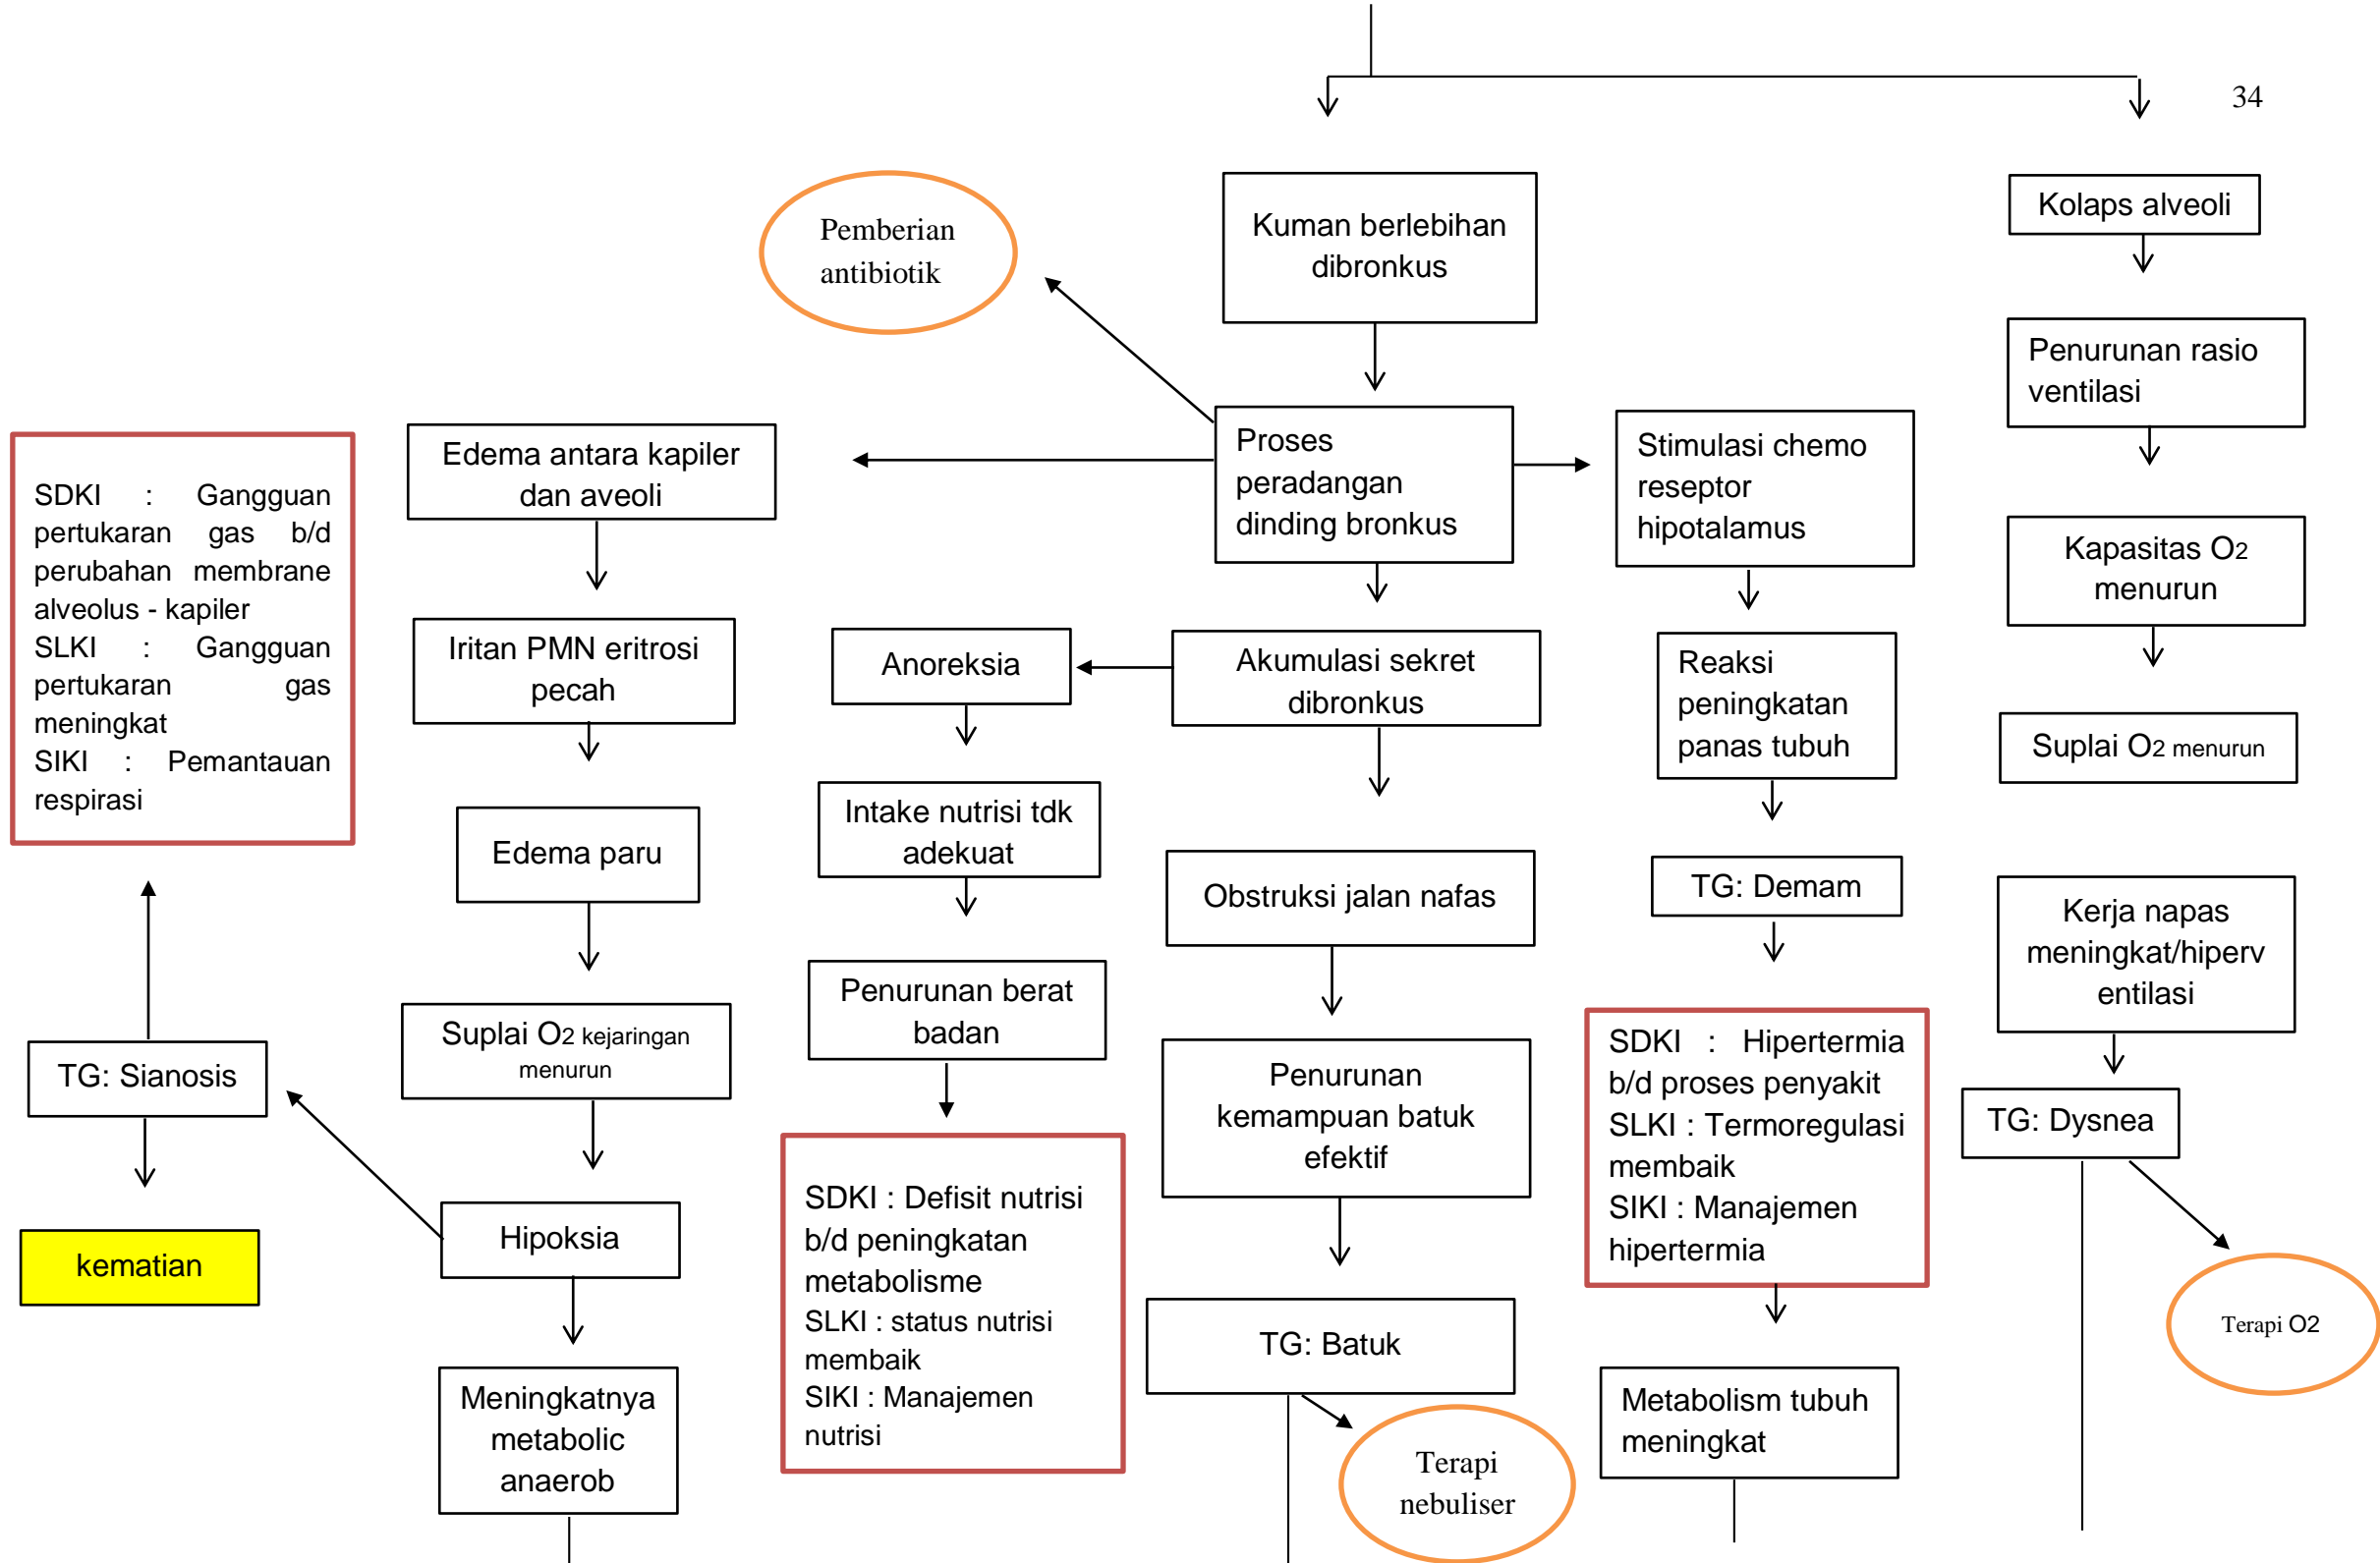 34
Pemberian
antibiotik
Kuman berlebihan
dibronkus
Kolaps alveoli
Penurunan rasio
ventilasi
SDKI : Gangguan
pertukaran gas b/d
perubahan membrane
alveolus - kapiler
SLKI : Gangguan
pertukaran gas
meningkat
SIKI : Pemantauan
respirasi
Edema antara kapiler
dan aveoli
Proses
peradangan
dinding bronkus
Stimulasi chemo
reseptor
hipotalamus
Kapasitas O2
menurun
Iritan PMN eritrosi
pecah
Anoreksia
Akumulasi sekret
dibronkus
Reaksi
peningkatan
panas tubuh
Suplai O2 menurun
Edema paru
Intake nutrisi tdk
adekuat
Obstruksi jalan nafas
TG: Demam
Kerja napas
meningkat/hiperv
entilasi
TG: Sianosis
Suplai O2 kejaringan
menurun
Penurunan berat
badan
Penurunan
kemampuan batuk
efektif
SDKI : Hipertermia
b/d proses penyakit
SLKI : Termoregulasi
membaik
SIKI : Manajemen
hipertermia
TG: Dysnea
kematian
Hipoksia
SDKI : Defisit nutrisi
b/d peningkatan
metabolisme
SLKI : status nutrisi
membaik
SIKI : Manajemen
nutrisi
TG: Batuk
Terapi O2
Meningkatnya
metabolic
anaerob
Terapi
nebuliser
Metabolism tubuh
meningkat